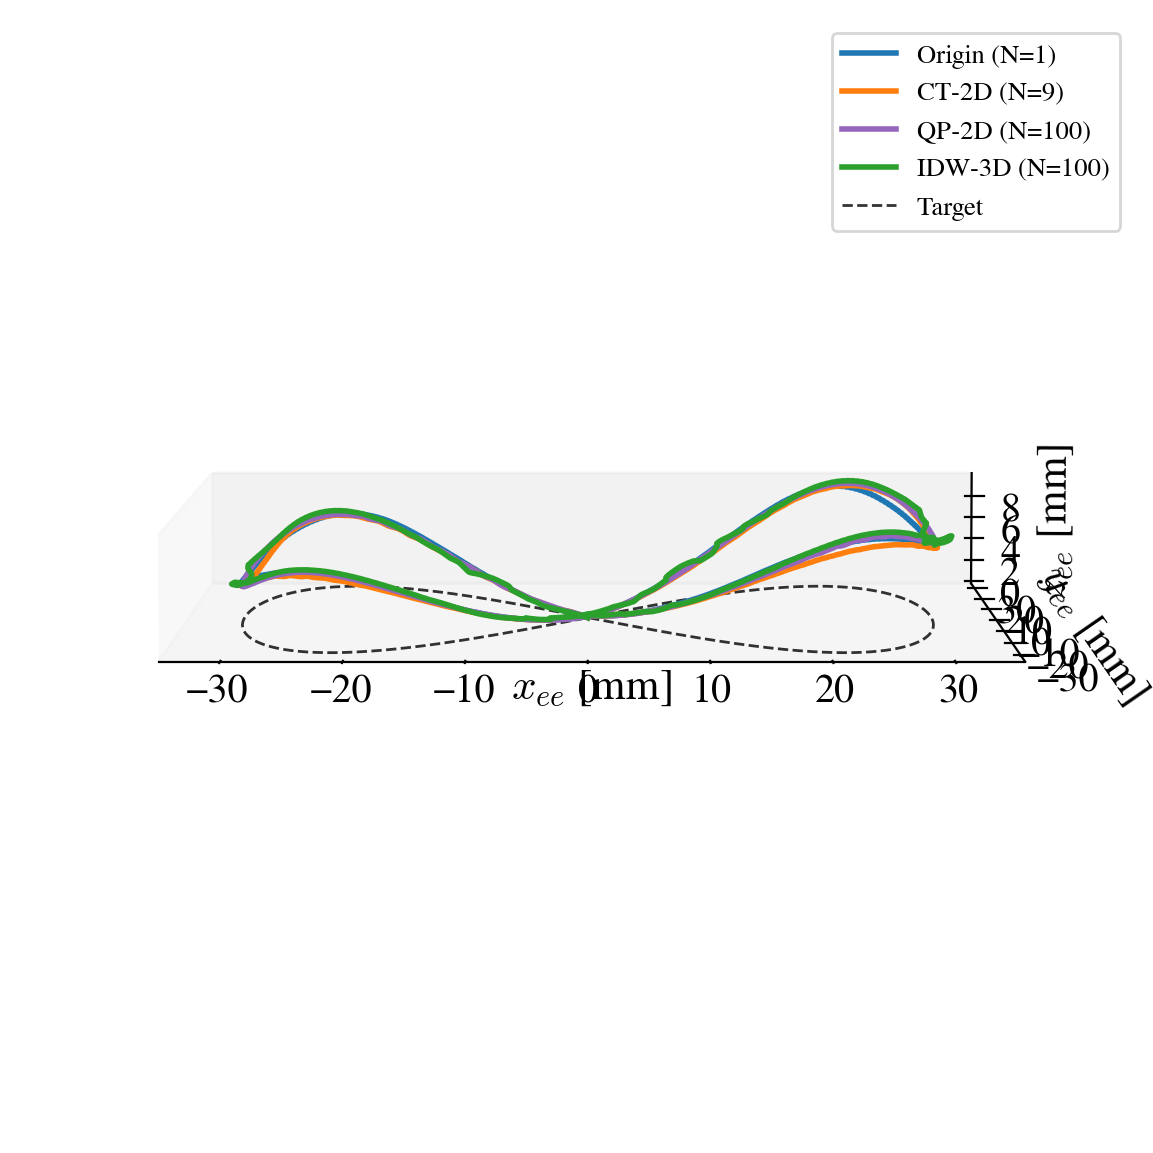 Origin (N=1)
CT-2D (N=9)
QP-2D (N=100)
IDW-3D (N=100)
Target
8
6
4
2
0
[mm]
−30
−20
−10
0
10
20
30
x_ee [mm]
[mm]